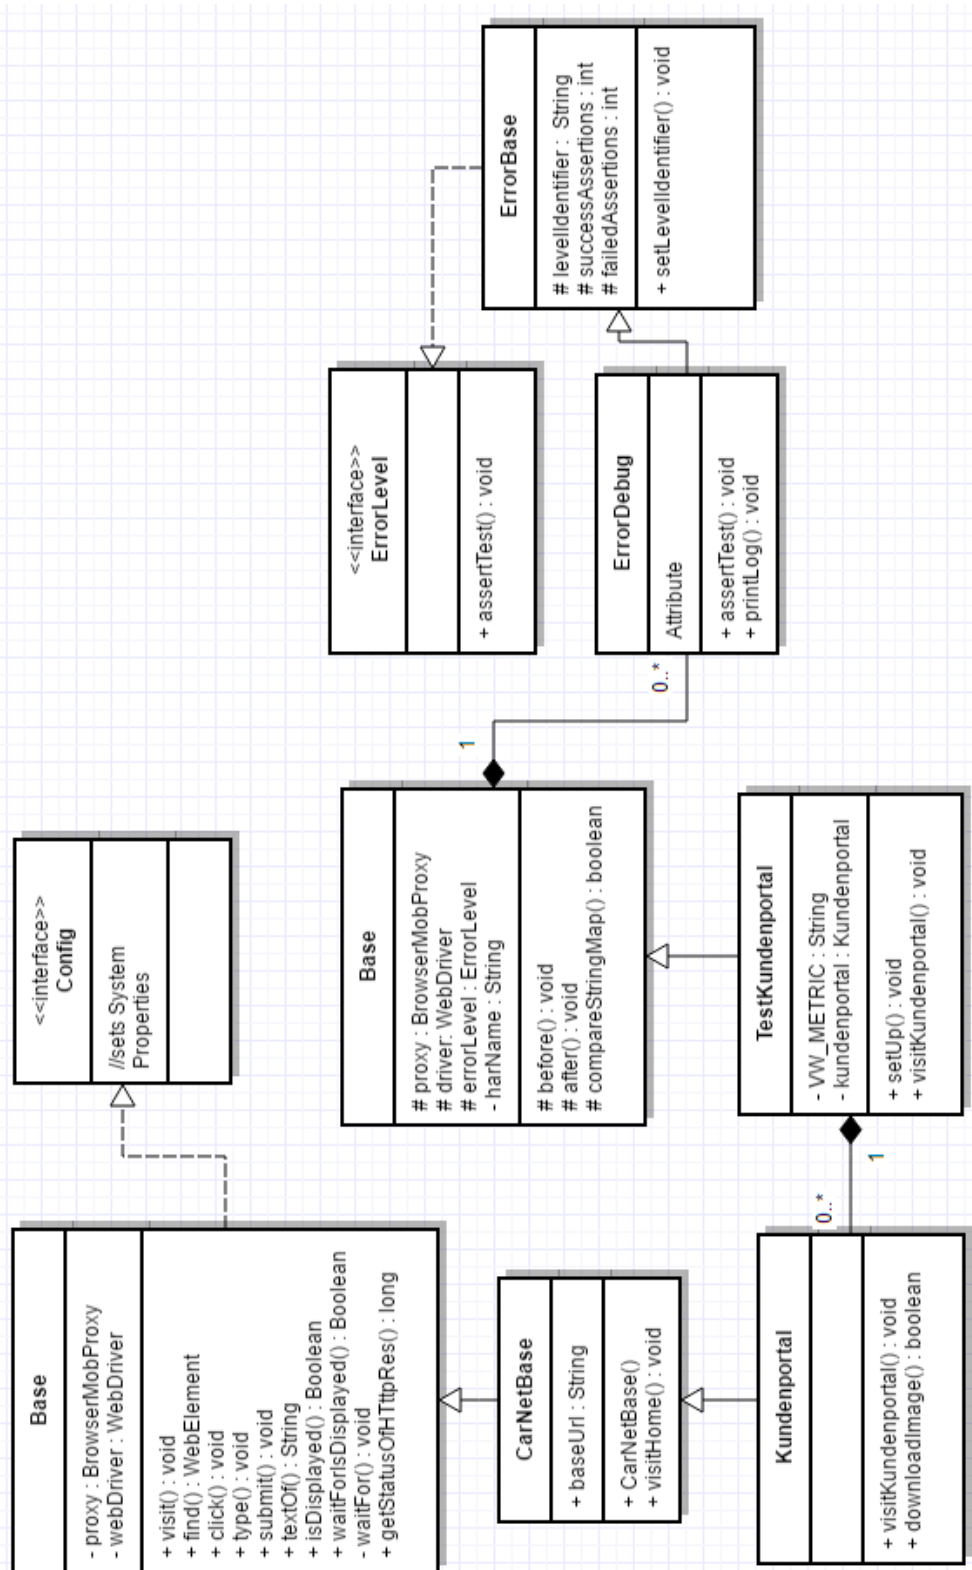 Base
- proxy : BrowserMobProxy
- webDriver : WebDriver
+ visit() : void
+ find() : WebElement
+ click() : void
+ type() : void
+ submit() : void
+ textOf() : String
+ isDisplayed() : Boolean
+ waitForIsDisplayed() : Boolean
- waitFor() : void
+ getStatusOfHTttpRes() : long
<<interface>>
Config
//sets System
Properties
CarNetBase
+ baseUrl : String
+ CarNetBase()
+ visitHome() : void
Kundenportal
+ visitKundenportal() : void
+ downloadImage() : boolean
0..*
1
Base
# proxy : BrowserMobProxy
# driver: WebDriver
# errorLevel : ErrorLevel
- harName : String
# before() : void
# after() : void
# compareStringMap() : boolean
TestKundenportal
- VW_METRIC : String
- kundenportal : Kundenportal
+ setUp() : void
+ visitKundenportal() : void
1
0..*
<<interface>>
ErrorLevel
+ assertTest() : void
ErrorDebug
Attribute
+ assertTest() : void
+ printLog() : void
ErrorBase
# levelIdentifier : String
# successAssertions : int
# failedAssertions : int
+ setLevelIdentifier() : void